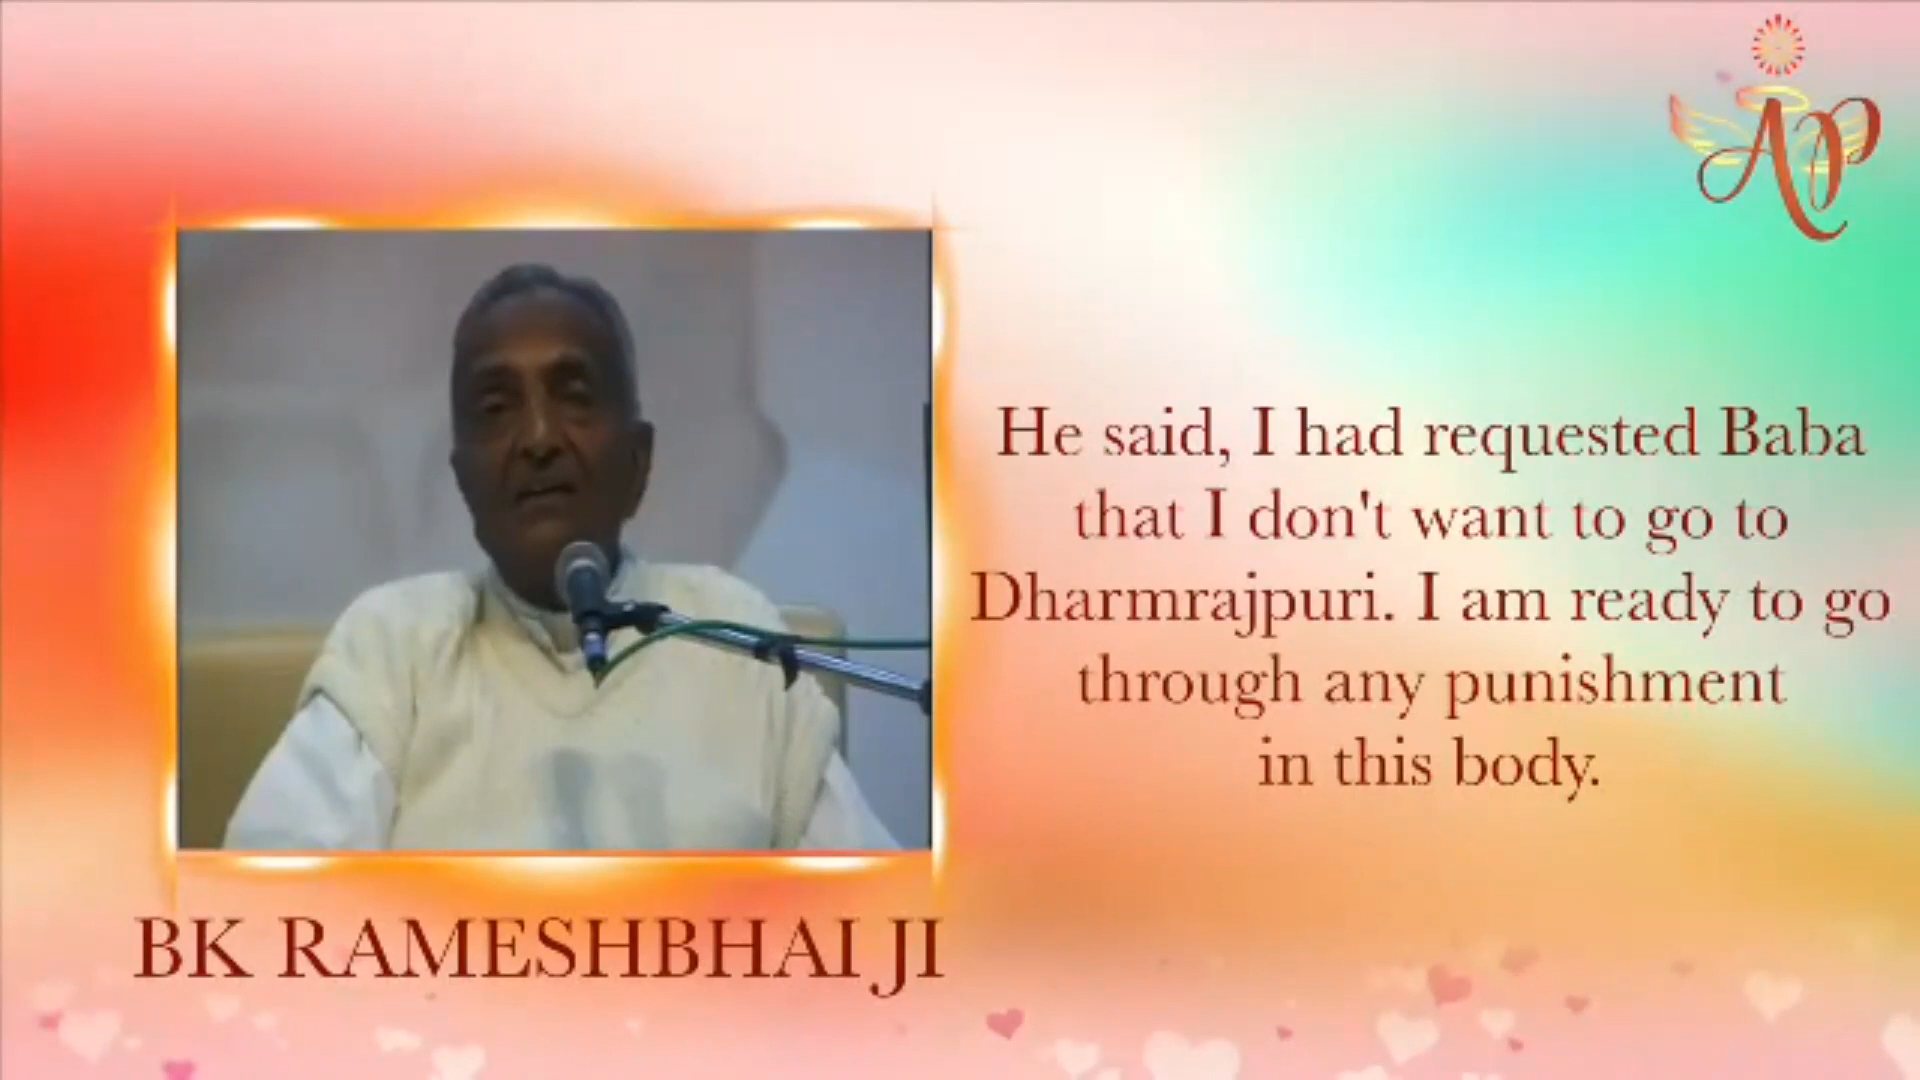 AP
He said, I had requested Baba
that I don't want to go to
Dharmrajpuri. I am ready to go
through any punishment
in this body.
BK RAMESHBHAI JI